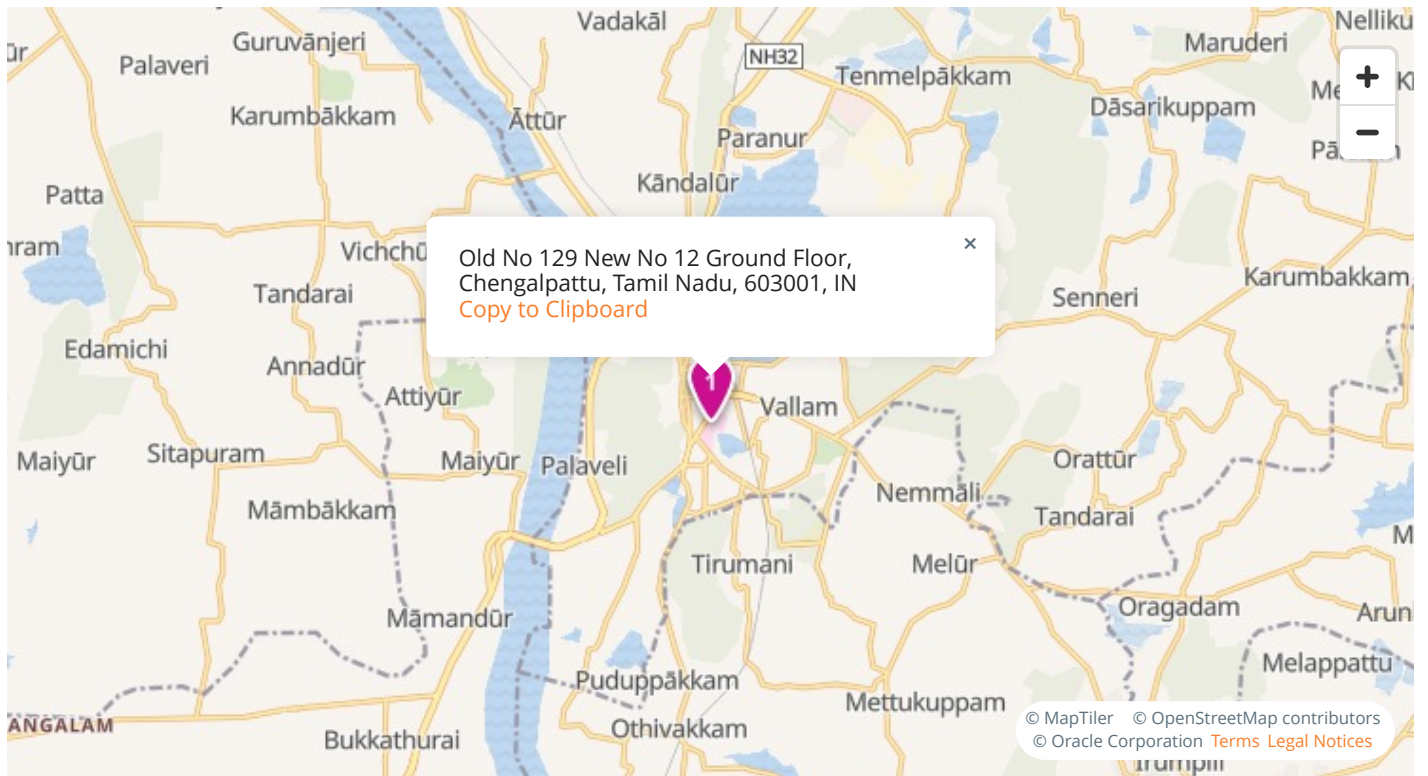 Vadakāl
Nelliku
Guruvānjeri
Maruderi
ūr
Palaveri
NH32
Tenmelpākkam
+
Dāsarikuppam
Karumbākkam
Āttūr
Paranur
−
Kāndalūr
Patta
×
Old No 129 New No 12 Ground Floor,
Chengalpattu, Tamil Nadu, 603001, IN
Copy to Clipboard
Karumbakkam
Tandarai
Senneri
Edamichi
Annadūr
1
Attiyūr
Vallam
Maiyūr
Sitapuram
Maiyūr
Palaveli
Orattūr
Nemmāli
Māmbākkam
Tandarai
Tirumani
Melūr
Māmandūr
Oragadam
Arun
Melappattu
Puduppākkam
Mettukuppam
ANGALAM
Othivakkam
Bukkathurai
© MapTiler © OpenStreetMap contributors
© Oracle Corporation Terms Legal Notices